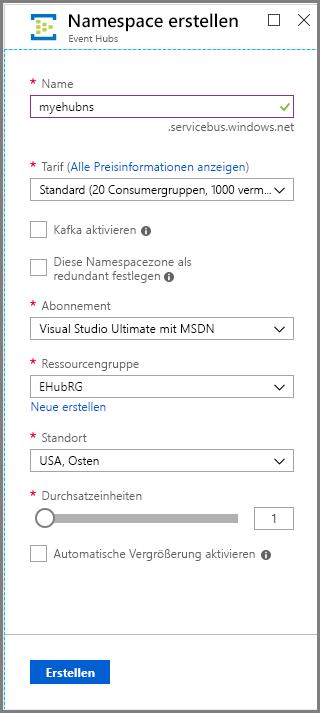 Namespace erstellen
Event Hubs
* Name
myehubns
.servicebus.windows.net
* Tarif (Alle Preisinformationen anzeigen)
Standard (20 Consumergruppen, 1000 verm...
Kafka aktivieren
Diese Namespacezone als
redundant festlegen
* Abonnement
Visual Studio Ultimate mit MSDN
* Ressourcengruppe
EHubRG
Neue erstellen
* Standort
USA, Osten
* Durchsatzeinheiten
1
Automatische Vergrößerung aktivieren
Erstellen